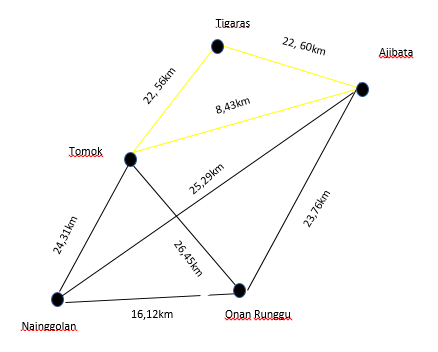 Tigaras
22, 60km
Ajibata
22, 56km
8,43km
Tomok
25,29km
24,31km
26,45km
23,76km
16,12km
Onan Runggu
Nainggolan